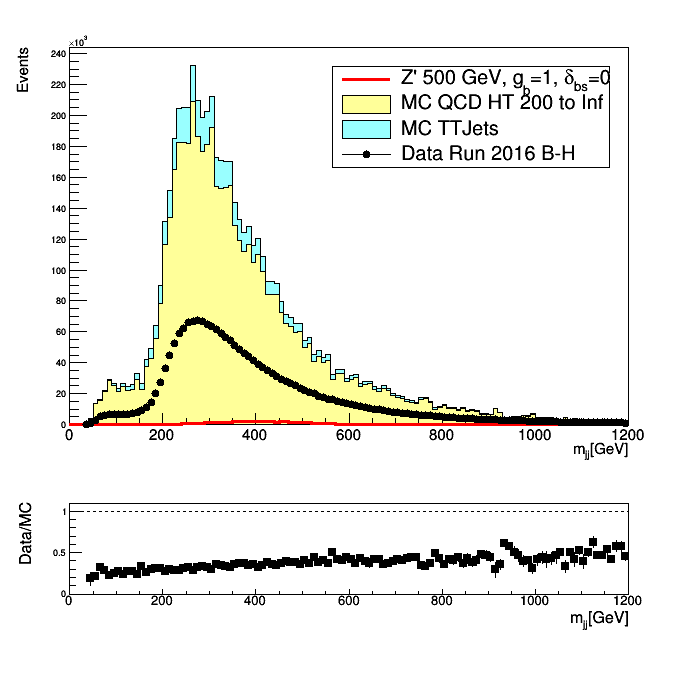 ×10³
Events
240
220
200
180
160
140
120
100
80
60
40
20
0
0 200 400 600 800 1000 1200
m_jj[GeV]
Z' 500 GeV, g_b=1, δ_bs=0
MC QCD HT 200 to Inf
MC TTJets
Data Run 2016 B-H
Data/MC
1
0.5
0
0 200 400 600 800 1000 1200
m_jj[GeV]